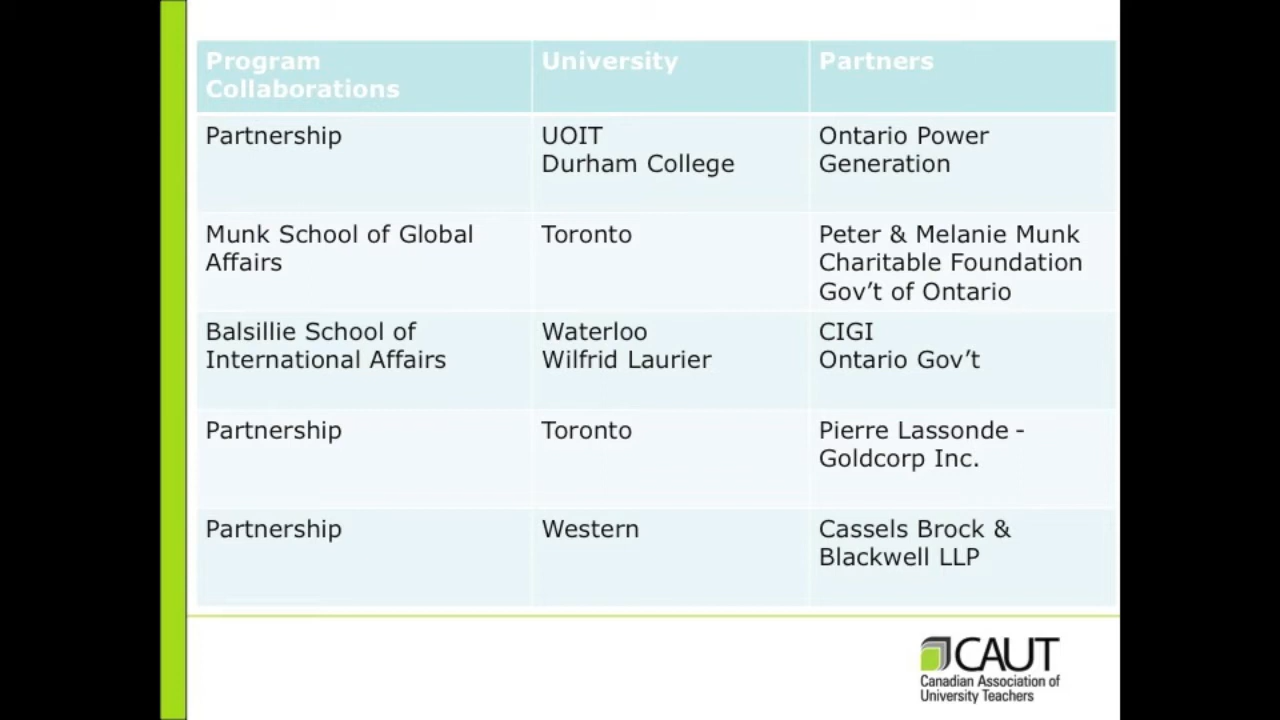 Program
Collaborations
University
Partners
Partnership
UOIT
Durham College
Ontario Power
Generation
Munk School of Global
Affairs
Toronto
Peter & Melanie Munk
Charitable Foundation
Gov’t of Ontario
Balsillie School of
International Affairs
Waterloo
Wilfrid Laurier
CIGI
Ontario Gov’t
Partnership
Toronto
Pierre Lassonde -
Goldcorp Inc.
Partnership
Western
Cassels Brock &
Blackwell LLP
CAUT
Canadian Association of
University Teachers